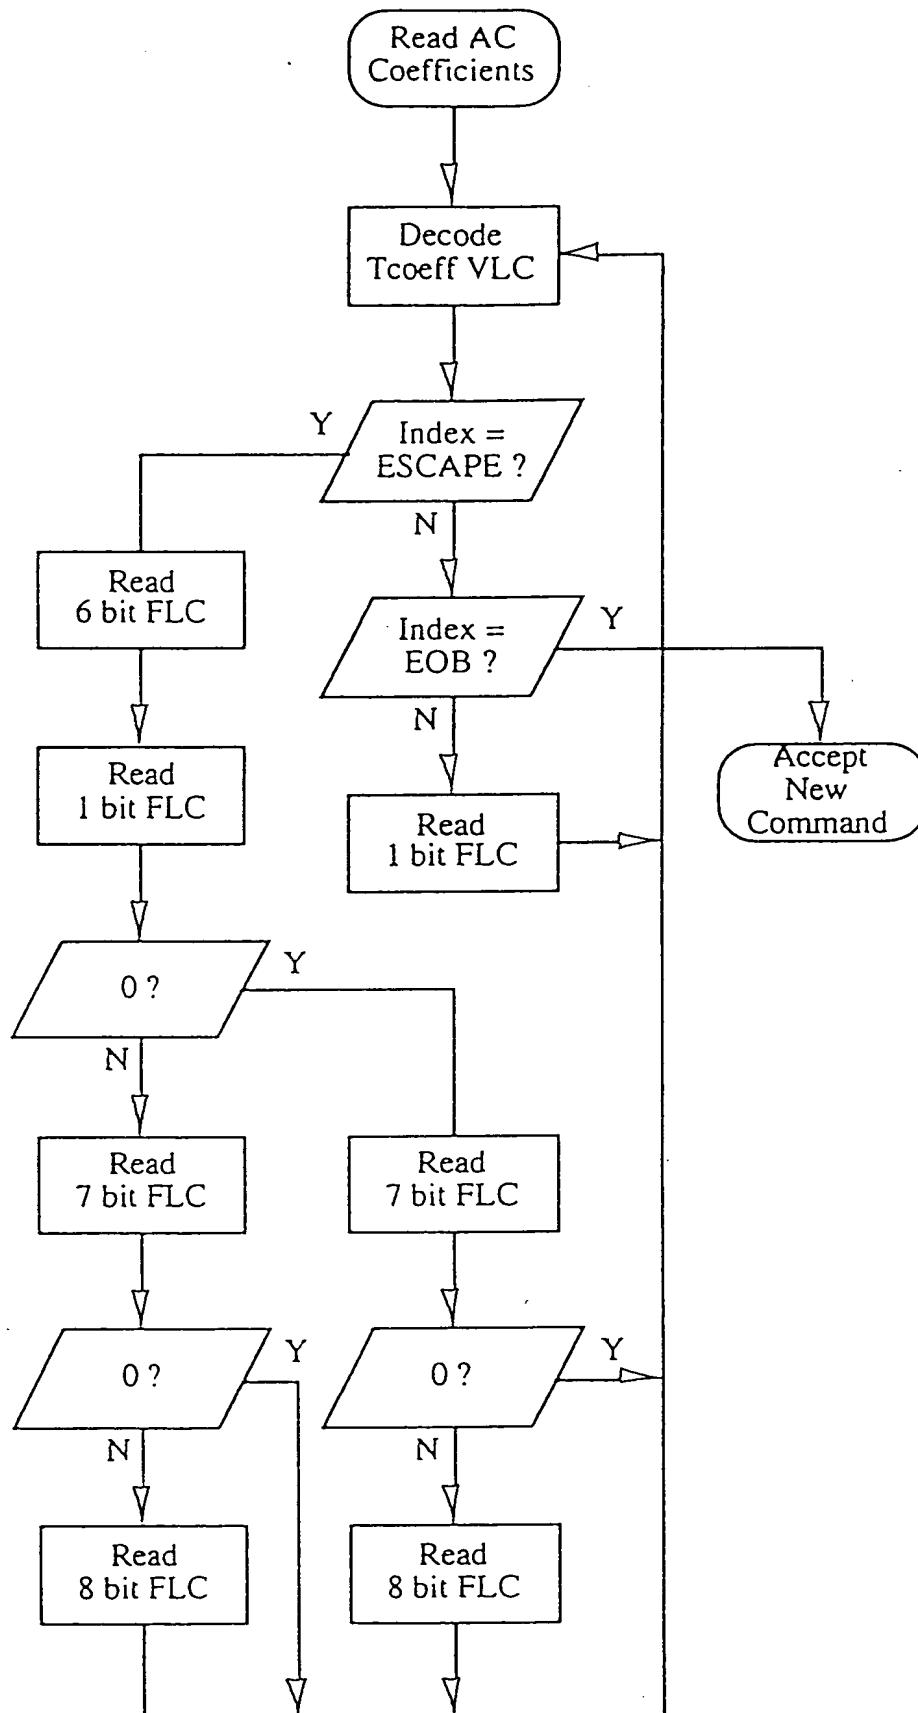 Read AC
Coefficients
Decode
Tcoeff VLC
Y
Index =
ESCAPE ?
N
Read
6 bit FLC
Index =
EOB ?
Y
N
Read
1 bit FLC
Accept
New
Command
Read
1 bit FLC
0 ?
Y
N
Read
7 bit FLC
Read
7 bit FLC
0 ?
Y
0 ?
Y
N
N
Read
8 bit FLC
Read
8 bit FLC